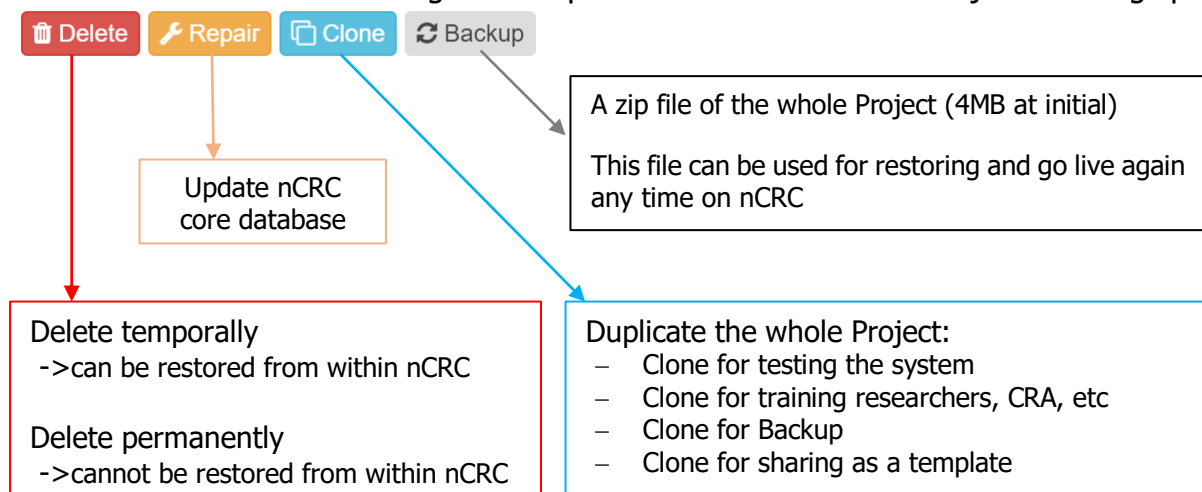 Delete Repair Clone Backup
A zip file of the whole Project (4MB at initial)
This file can be used for restoring and go live again
any time on nCRC
Update nCRC
core database
Delete temporally
->can be restored from within nCRC
Delete permanently
->cannot be restored from within nCRC
Duplicate the whole Project:
– Clone for testing the system
– Clone for training researchers, CRA, etc
– Clone for Backup
– Clone for sharing as a template